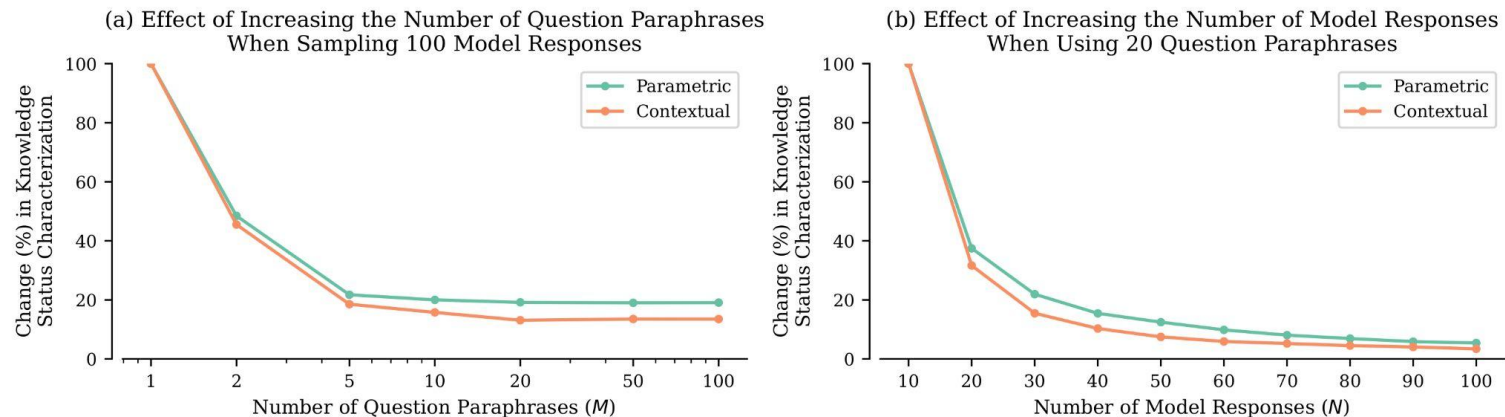 (a) Effect of Increasing the Number of Question Paraphrases
When Sampling 100 Model Responses
Change (%) in Knowledge
Status Characterization
100
80
60
40
20
0
Parametric
Contextual
1 2 5 10 20 50 100
Number of Question Paraphrases (M)
(b) Effect of Increasing the Number of Model Responses
When Using 20 Question Paraphrases
Change (%) in Knowledge
Status Characterization
100
80
60
40
20
0
Parametric
Contextual
10 20 30 40 50 60 70 80 90 100
Number of Model Responses (N)